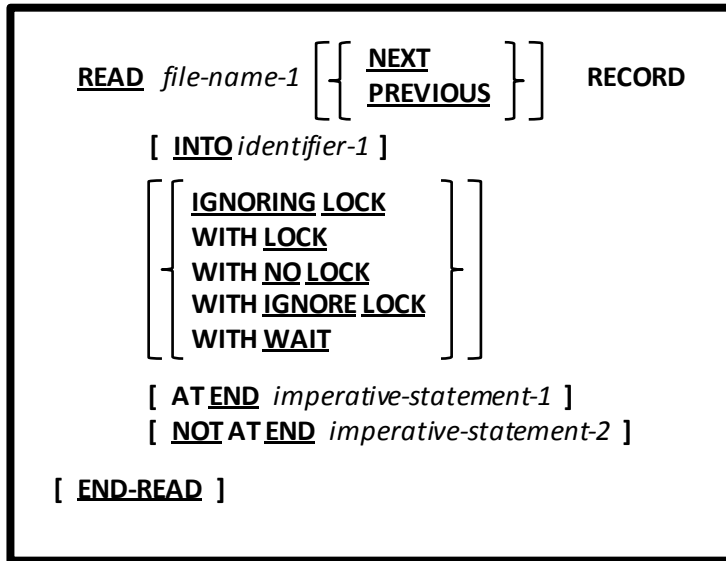 READ file-name-1 [ { NEXT
PREVIOUS } ] RECORD
[ INTO identifier-1 ]
[ { IGNORING LOCK
WITH LOCK
WITH NO LOCK
WITH IGNORE LOCK
WITH WAIT } ]
[ AT END imperative-statement-1 ]
[ NOT AT END imperative-statement-2 ]
[ END-READ ]